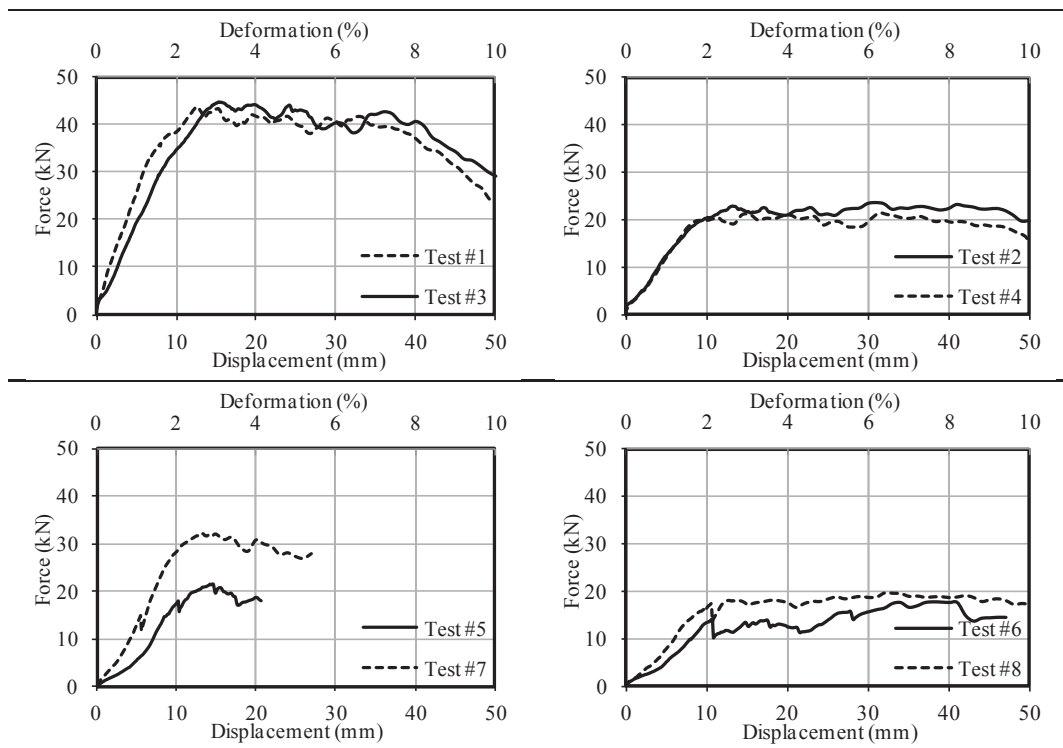 Deformation (%)
0 2 4 6 8 10
50
40
30
20
10
0
Force (kN)
Test #1
Test #3
0 10 20 30 40 50
Displacement (mm)
Deformation (%)
0 2 4 6 8 10
50
40
30
20
10
0
Force (kN)
Test #2
Test #4
0 10 20 30 40 50
Displacement (mm)
Deformation (%)
0 2 4 6 8 10
50
40
30
20
10
0
Force (kN)
Test #5
Test #7
0 10 20 30 40 50
Displacement (mm)
Deformation (%)
0 2 4 6 8 10
50
40
30
20
10
0
Force (kN)
Test #6
Test #8
0 10 20 30 40 50
Displacement (mm)